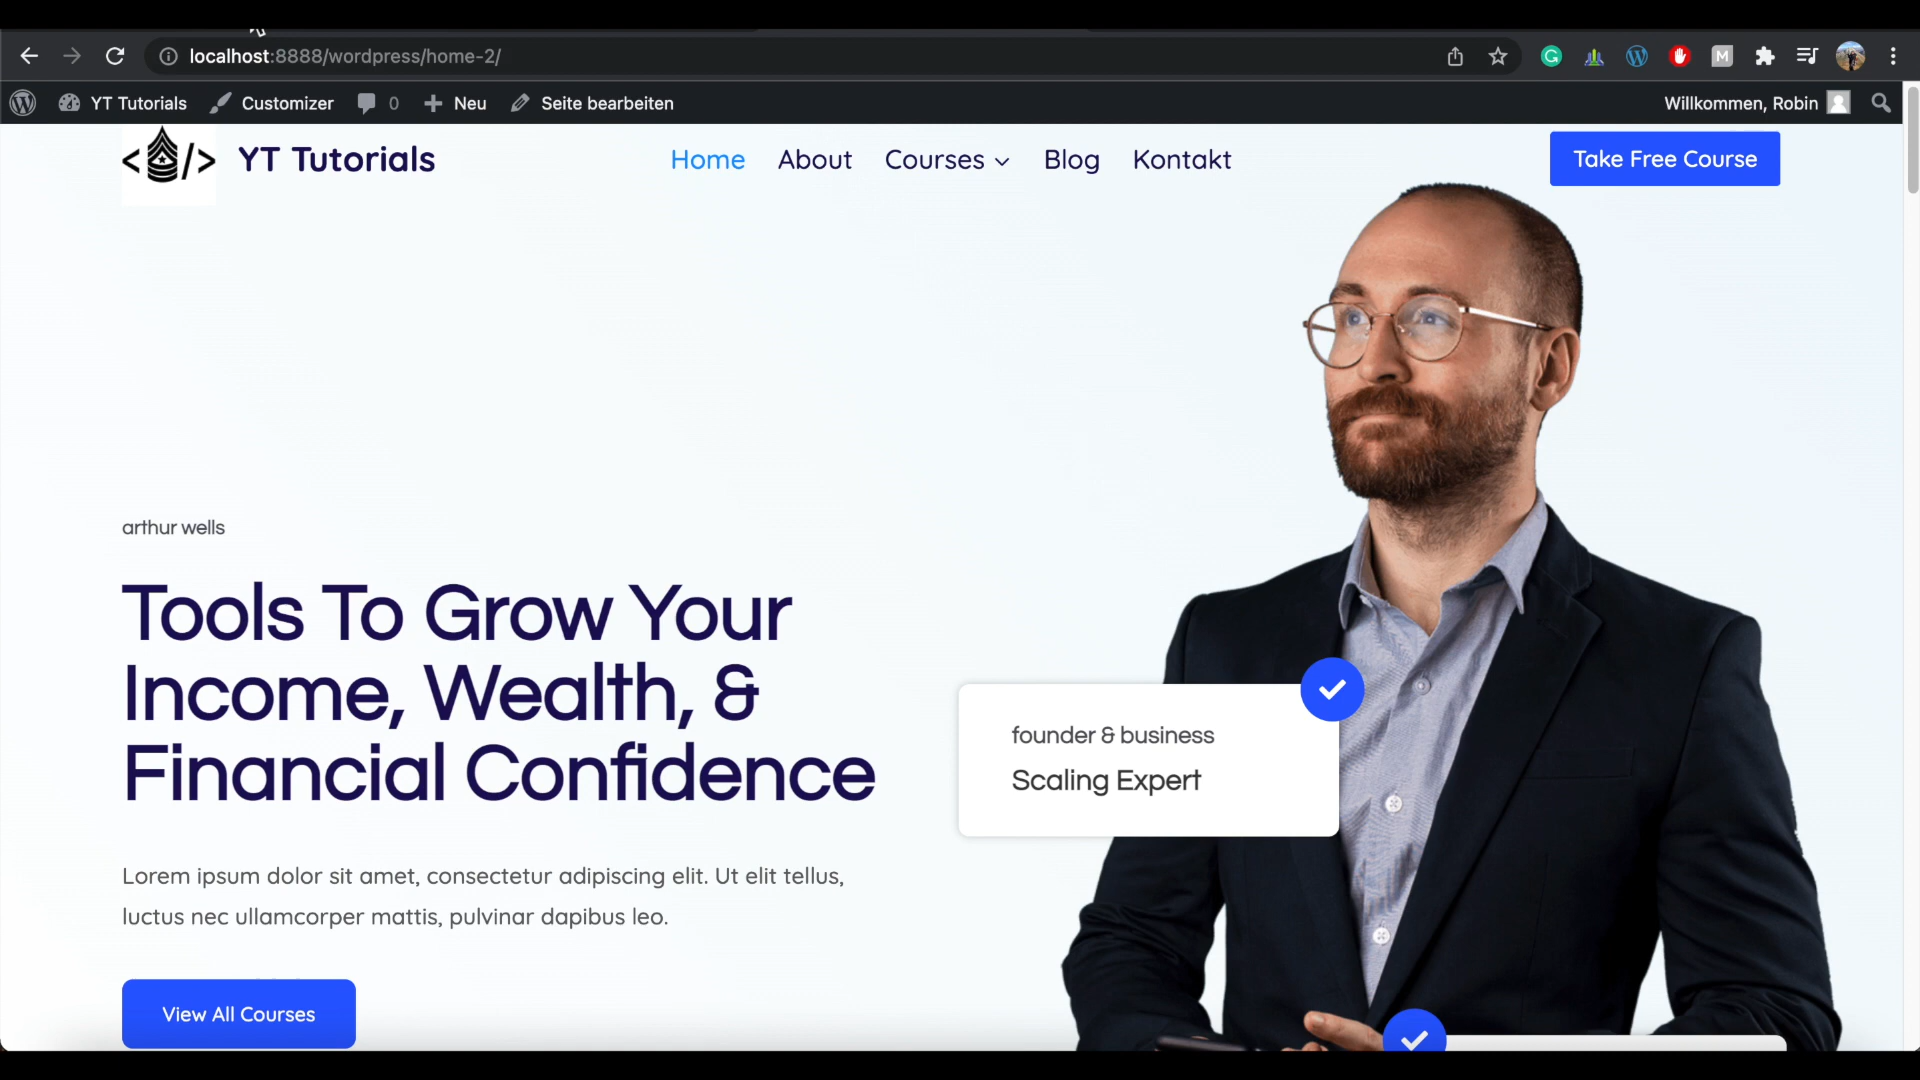 localhost:8888/wordpress/home-2/
YT Tutorials
Customizer
0
Neu
Seite bearbeiten
Willkommen, Robin
</> YT Tutorials
Home
About
Courses
Blog
Kontakt
Take Free Course
arthur wells
Tools To Grow Your
Income, Wealth, &
Financial Confidence
founder & business
Scaling Expert
Lorem ipsum dolor sit amet, consectetur adipiscing elit. Ut elit tellus,
luctus nec ullamcorper mattis, pulvinar dapibus leo.
View All Courses